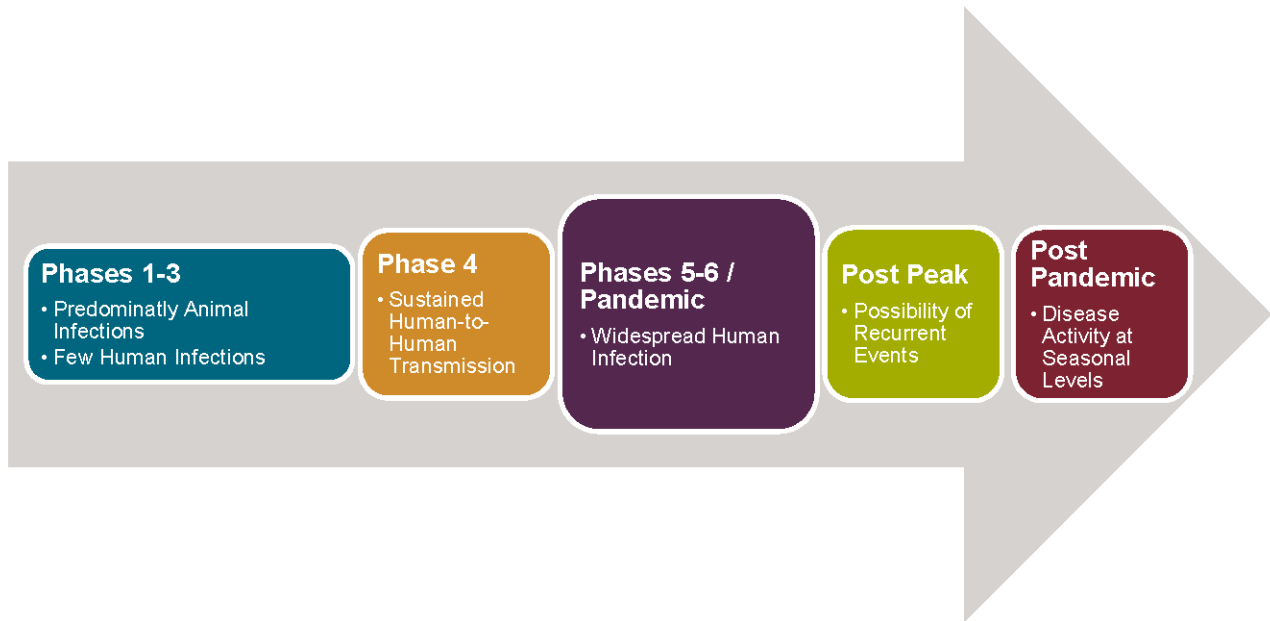 Phases 1-3
• Predominatly Animal
Infections
• Few Human Infections
Phase 4
• Sustained
Human-to-
Human
Transmission
Phases 5-6 /
Pandemic
• Widespread Human
Infection
Post Peak
• Possibility of
Recurrent
Events
Post
Pandemic
• Disease
Activity at
Seasonal
Levels